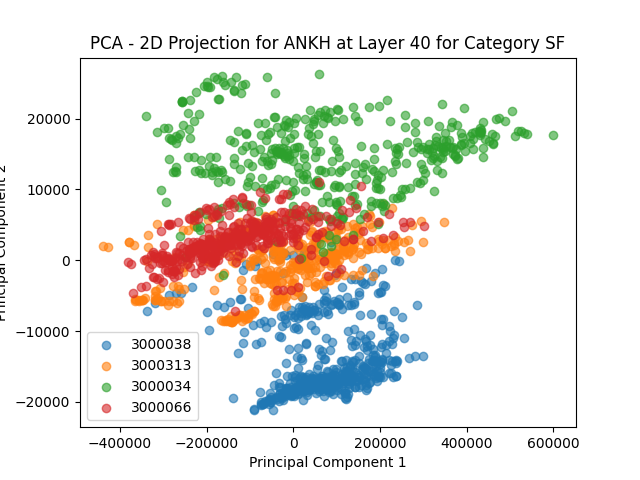 PCA - 2D Projection for ANKH at Layer 40 for Category SF
Principal Component 2
20000
10000
0
−10000
−20000
3000038
3000313
3000034
3000066
−400000 −200000 0 200000 400000 600000
Principal Component 1